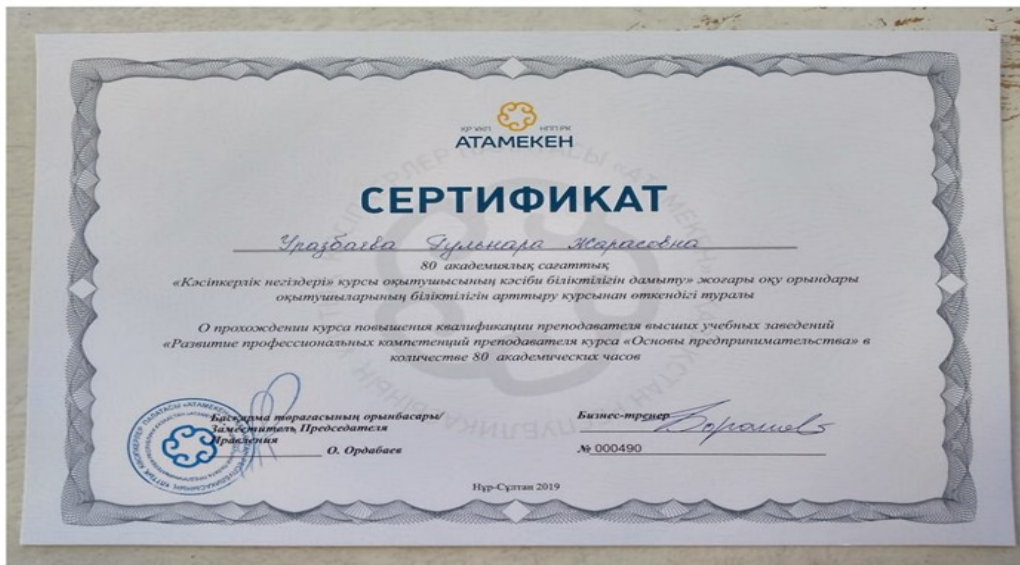 ҚР ҰКП НПП РК
АТАМЕКЕН
СЕРТИФИКАТ
Уразбаева Гульнара Жарасовна
80 академиялық сағаттық
«Кәсіпкерлік негіздері» курсы оқытушысының кәсіби біліктілігін дамыту» жоғары оқу орындары
оқытушыларының біліктілігін арттыру курсынан өткендігі туралы
О прохождении курса повышения квалификации преподавателя высших учебных заведений
«Развитие профессиональных компетенций преподавателя курса «Основы предпринимательства» в
количестве 80 академических часов
Басқарма төрағасының орынбасары/
Заместитель Председателя
Правления
О. Ордабаев
Бизнес-тренер
№ 000490
Нұр-Сұлтан 2019